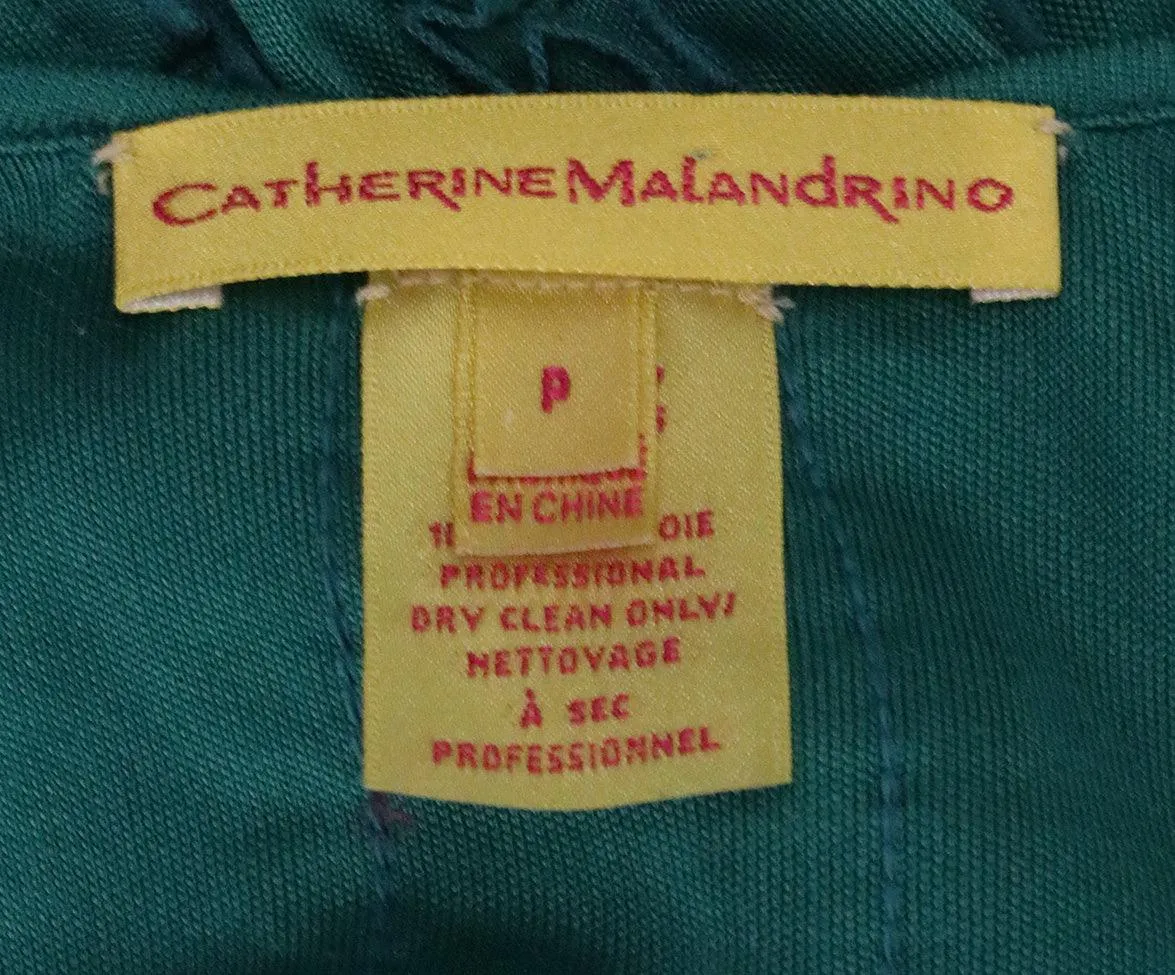 CATHERINE MALANDRINO
P
EN CHINE
PROFESSIONAL
DRY CLEAN ONLY/
NETTOYAGE
À SEC
PROFESSIONNEL